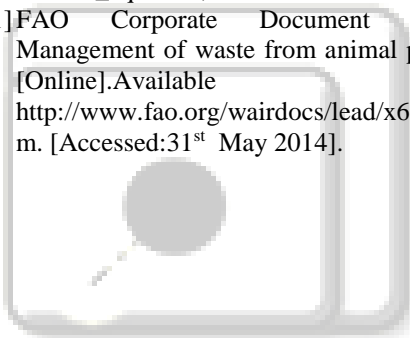 ]FAO Corporate Document
Management of waste from animal
[Online].Available
http://www.fao.org/wairdocs/lead/x6
m. [Accessed:31st May 2014].